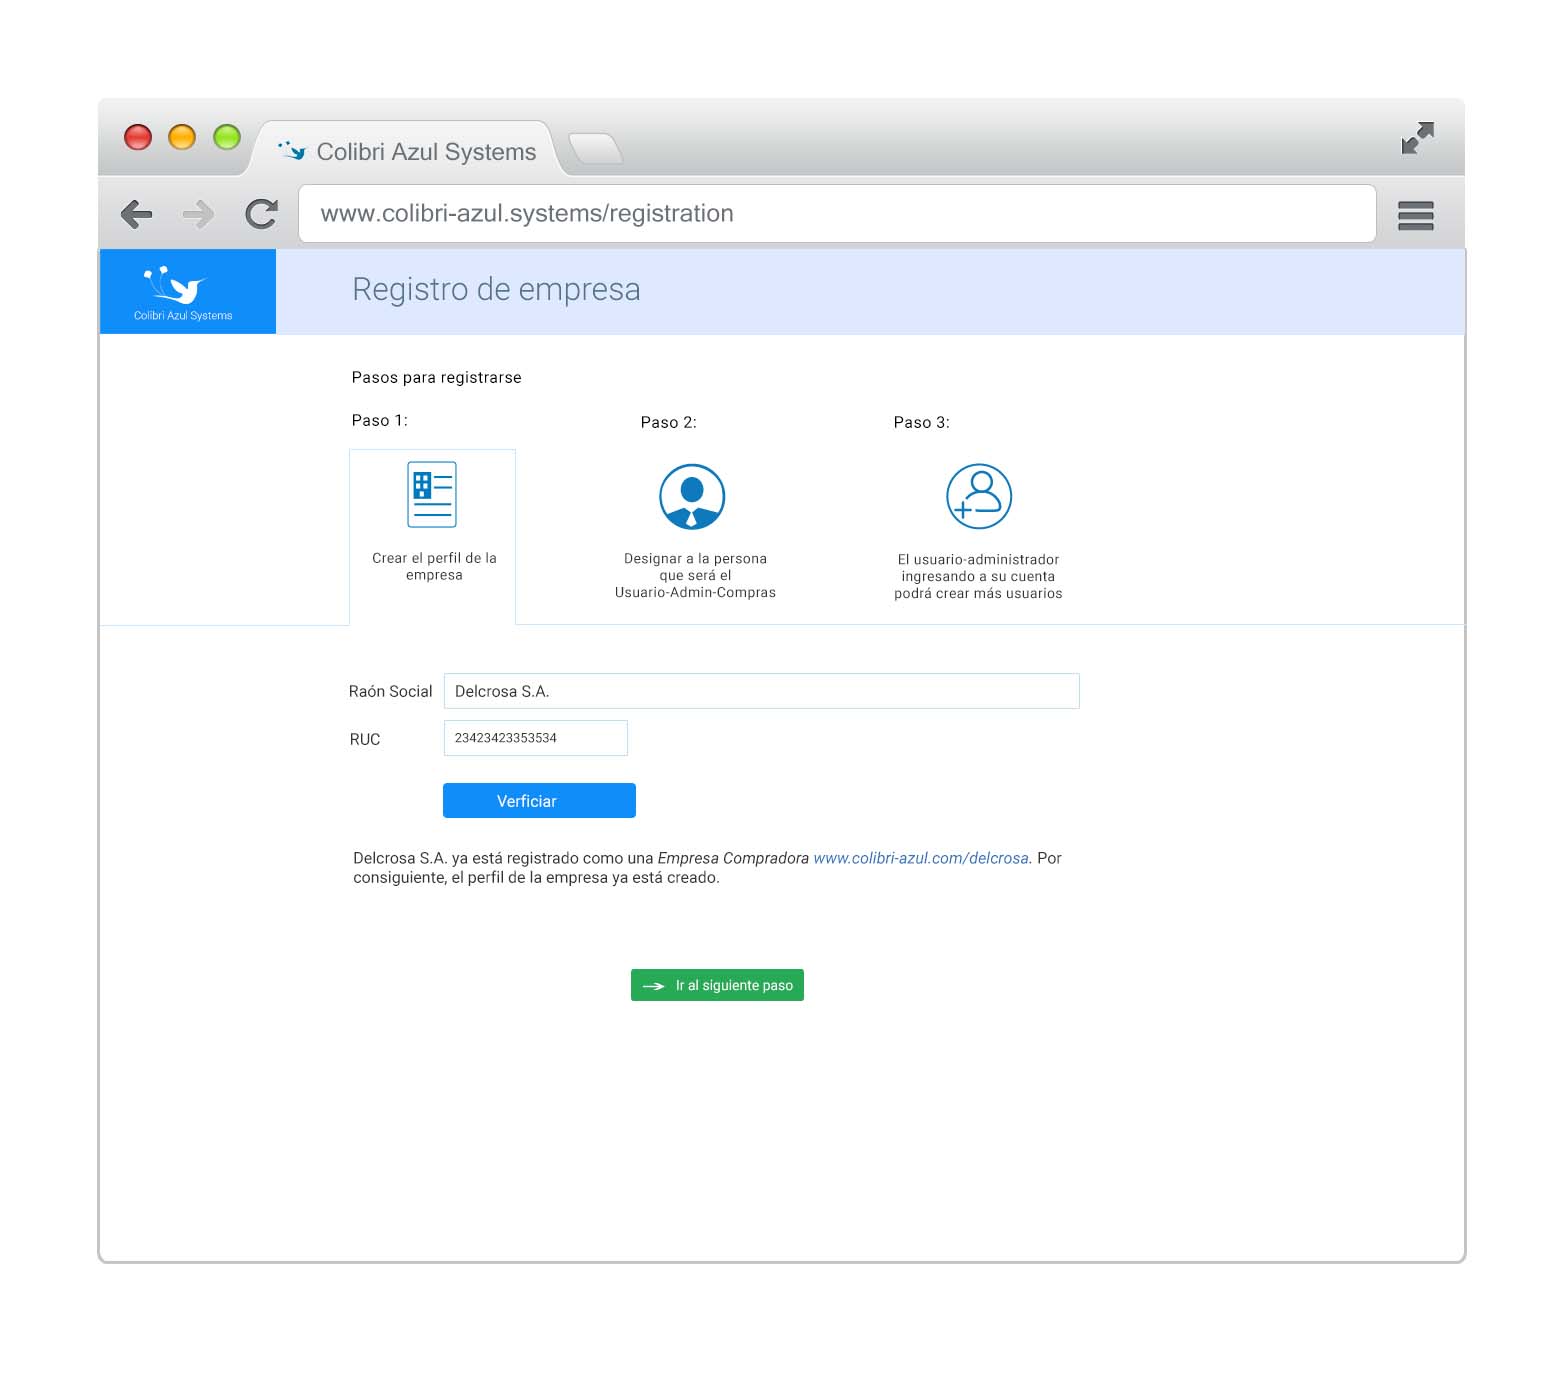 Colibri Azul Systems
www.colibri-azul.systems/registration
Colibri Azul Systems
Registro de empresa
Pasos para registrarse
Paso 1:
Paso 2:
Paso 3:
Crear el perfil de la
empresa
Designar a la persona
que será el
Usuario-Admin-Compras
El usuario-administrador
ingresando a su cuenta
podrá crear más usuarios
Raón Social
Delcrosa S.A.
RUC
23423423353534
Verficiar
Delcrosa S.A. ya está registrado como una Empresa Compradora www.colibri-azul.com/delcrosa. Por
consiguiente, el perfil de la empresa ya está creado.
Ir al siguiente paso